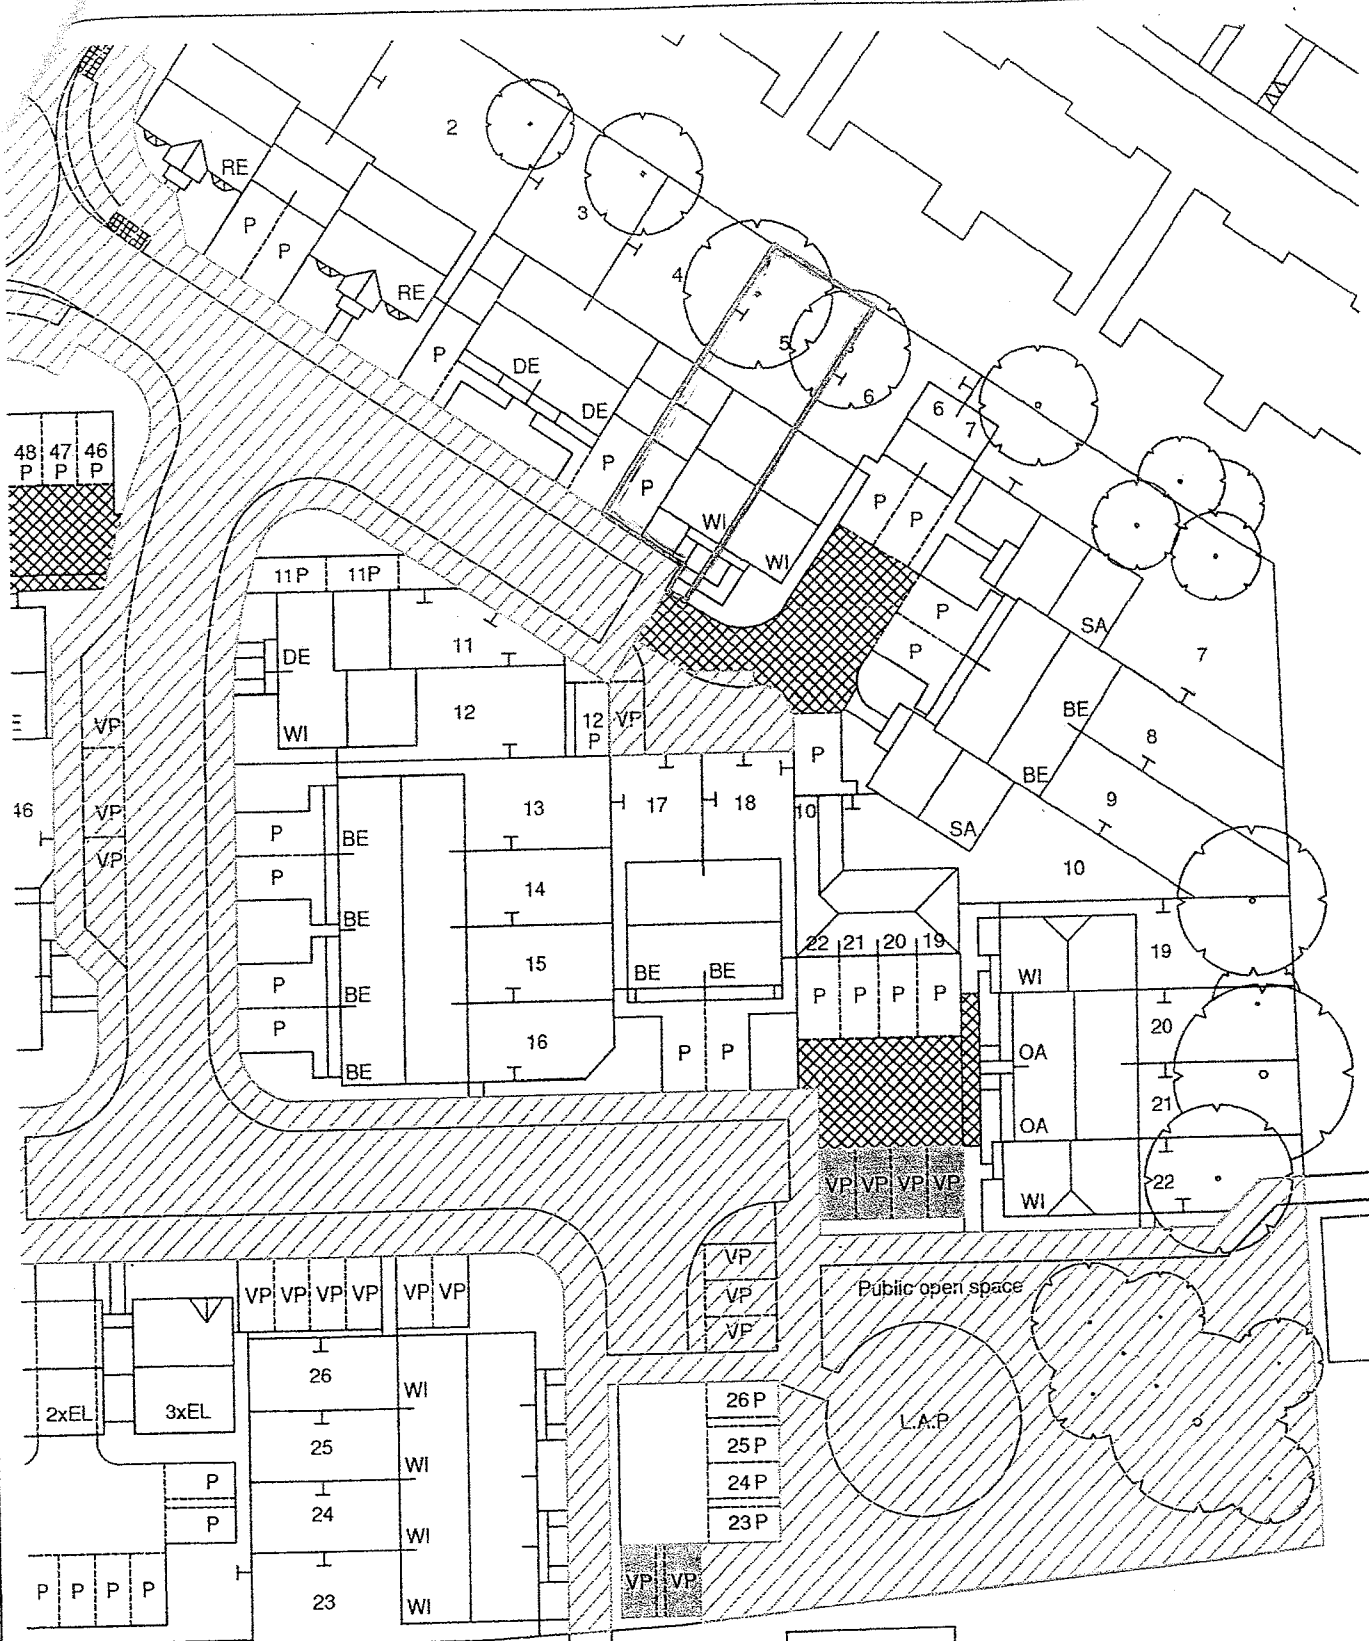 2
RE
3
P
P
4
RE
5
P
DE
6
6
DE
7
48 47 46
P P P
P
P
WI
P
P
WI
11P 11P
P
SA
11
P
7
DE
12
12
P
VP
VP
WI
BE
8
P
BE
VP
46
13
17
18
10
9
P
BE
SA
VP
P
14
10
BE
22 21 20 19
19
15
BE BE
WI
P
BE
P P P P
20
P
16
P P
OA
BE
21
OA
VP VP VP VP
22
WI
VP
Public open space
VP VP VP VP VP VP
VP
VP
26
WI
26 P
2xEL
3xEL
L.A.P
25
25 P
WI
P
24 P
24
P
23 P
WI
P P P P
VP VP
23
WI